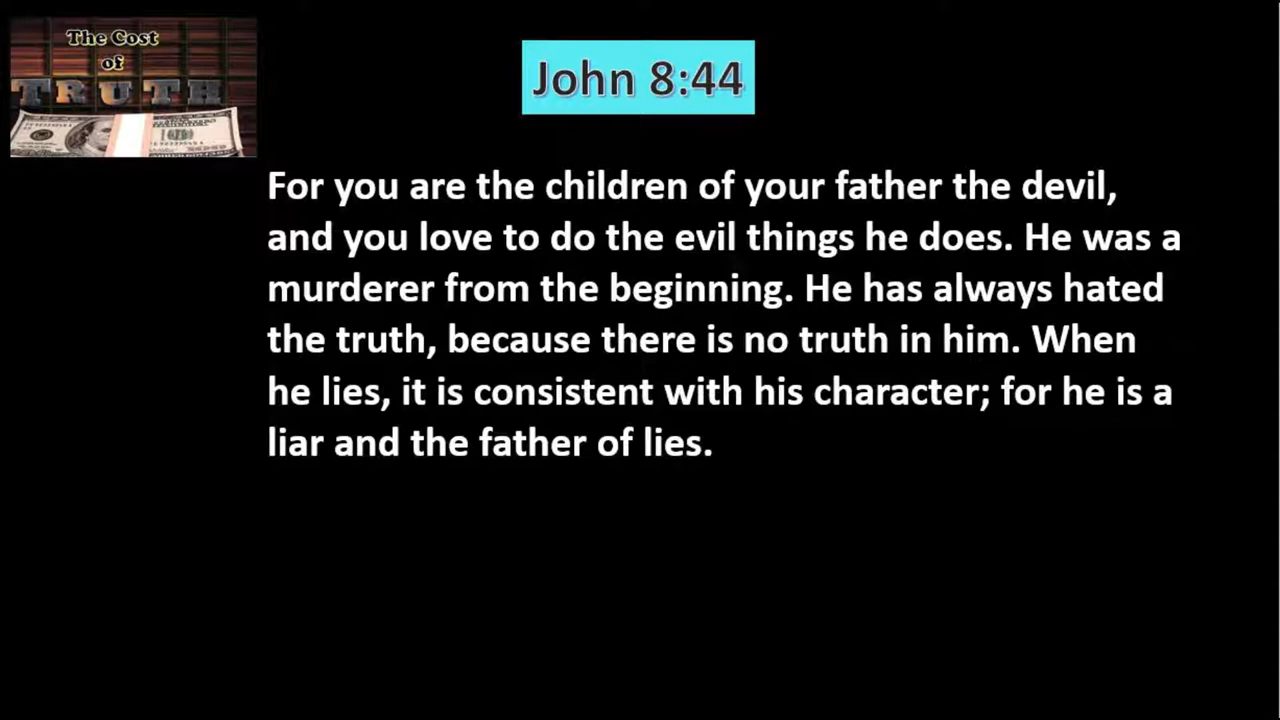 The Cost
of
TRUTH
John 8:44
For you are the children of your father the devil,
and you love to do the evil things he does. He was a
murderer from the beginning. He has always hated
the truth, because there is no truth in him. When
he lies, it is consistent with his character; for he is a
liar and the father of lies.